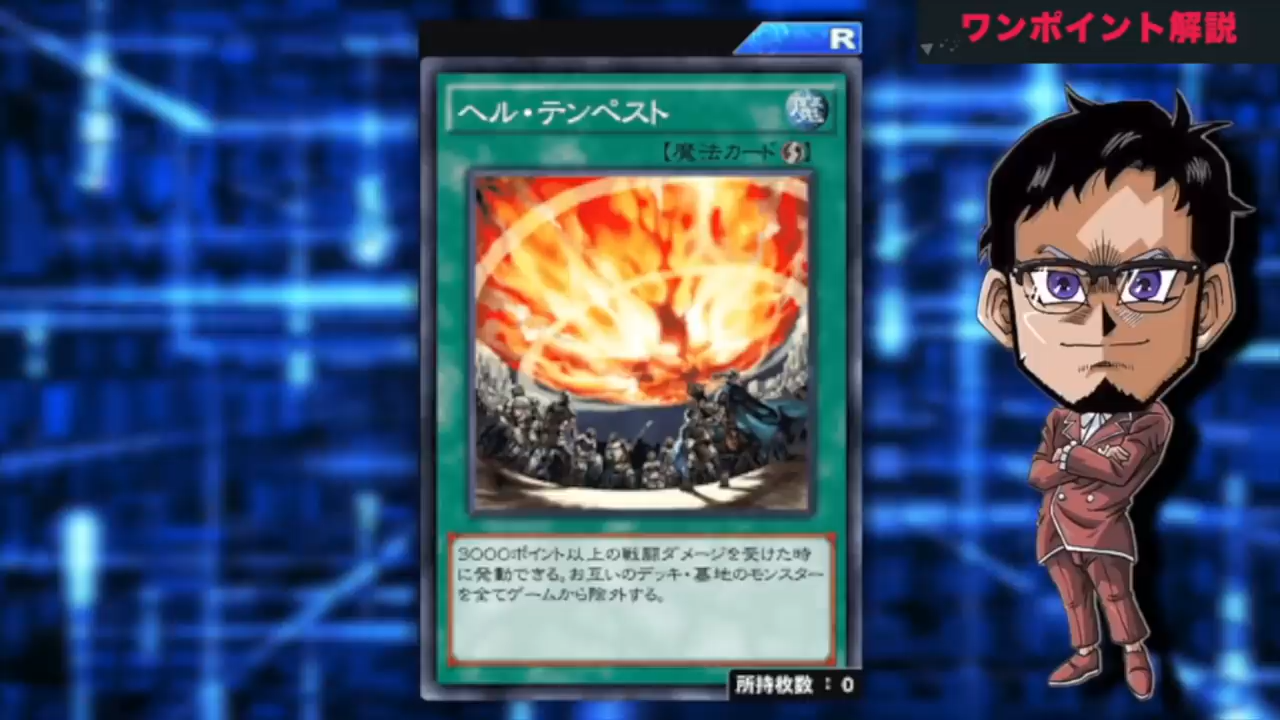 ワンポイント解説
R
ヘル・テンペスト
魔
【魔法カード】
3000ポイント以上の戦闘ダメージを受けた時
に発動できる。お互いのデッキ・墓地のモンスター
を全てゲームから除外する。
所持枚数:0